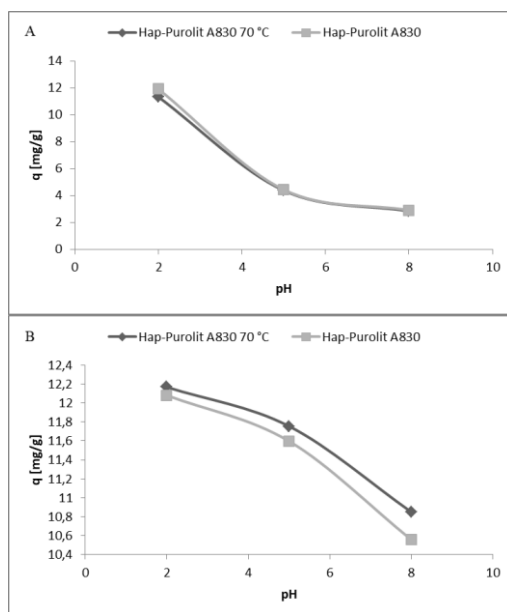 A
Hap-Purolit A830 70 °C
Hap-Purolit A830
q [mg/g]
14
12
10
8
6
4
2
0
0 2 4 6 8 10
pH
B
Hap-Purolit A830 70 °C
Hap-Purolit A830
q [mg/g]
12,4
12,2
12
11,8
11,6
11,4
11,2
11
10,8
10,6
10,4
0 2 4 6 8 10
pH